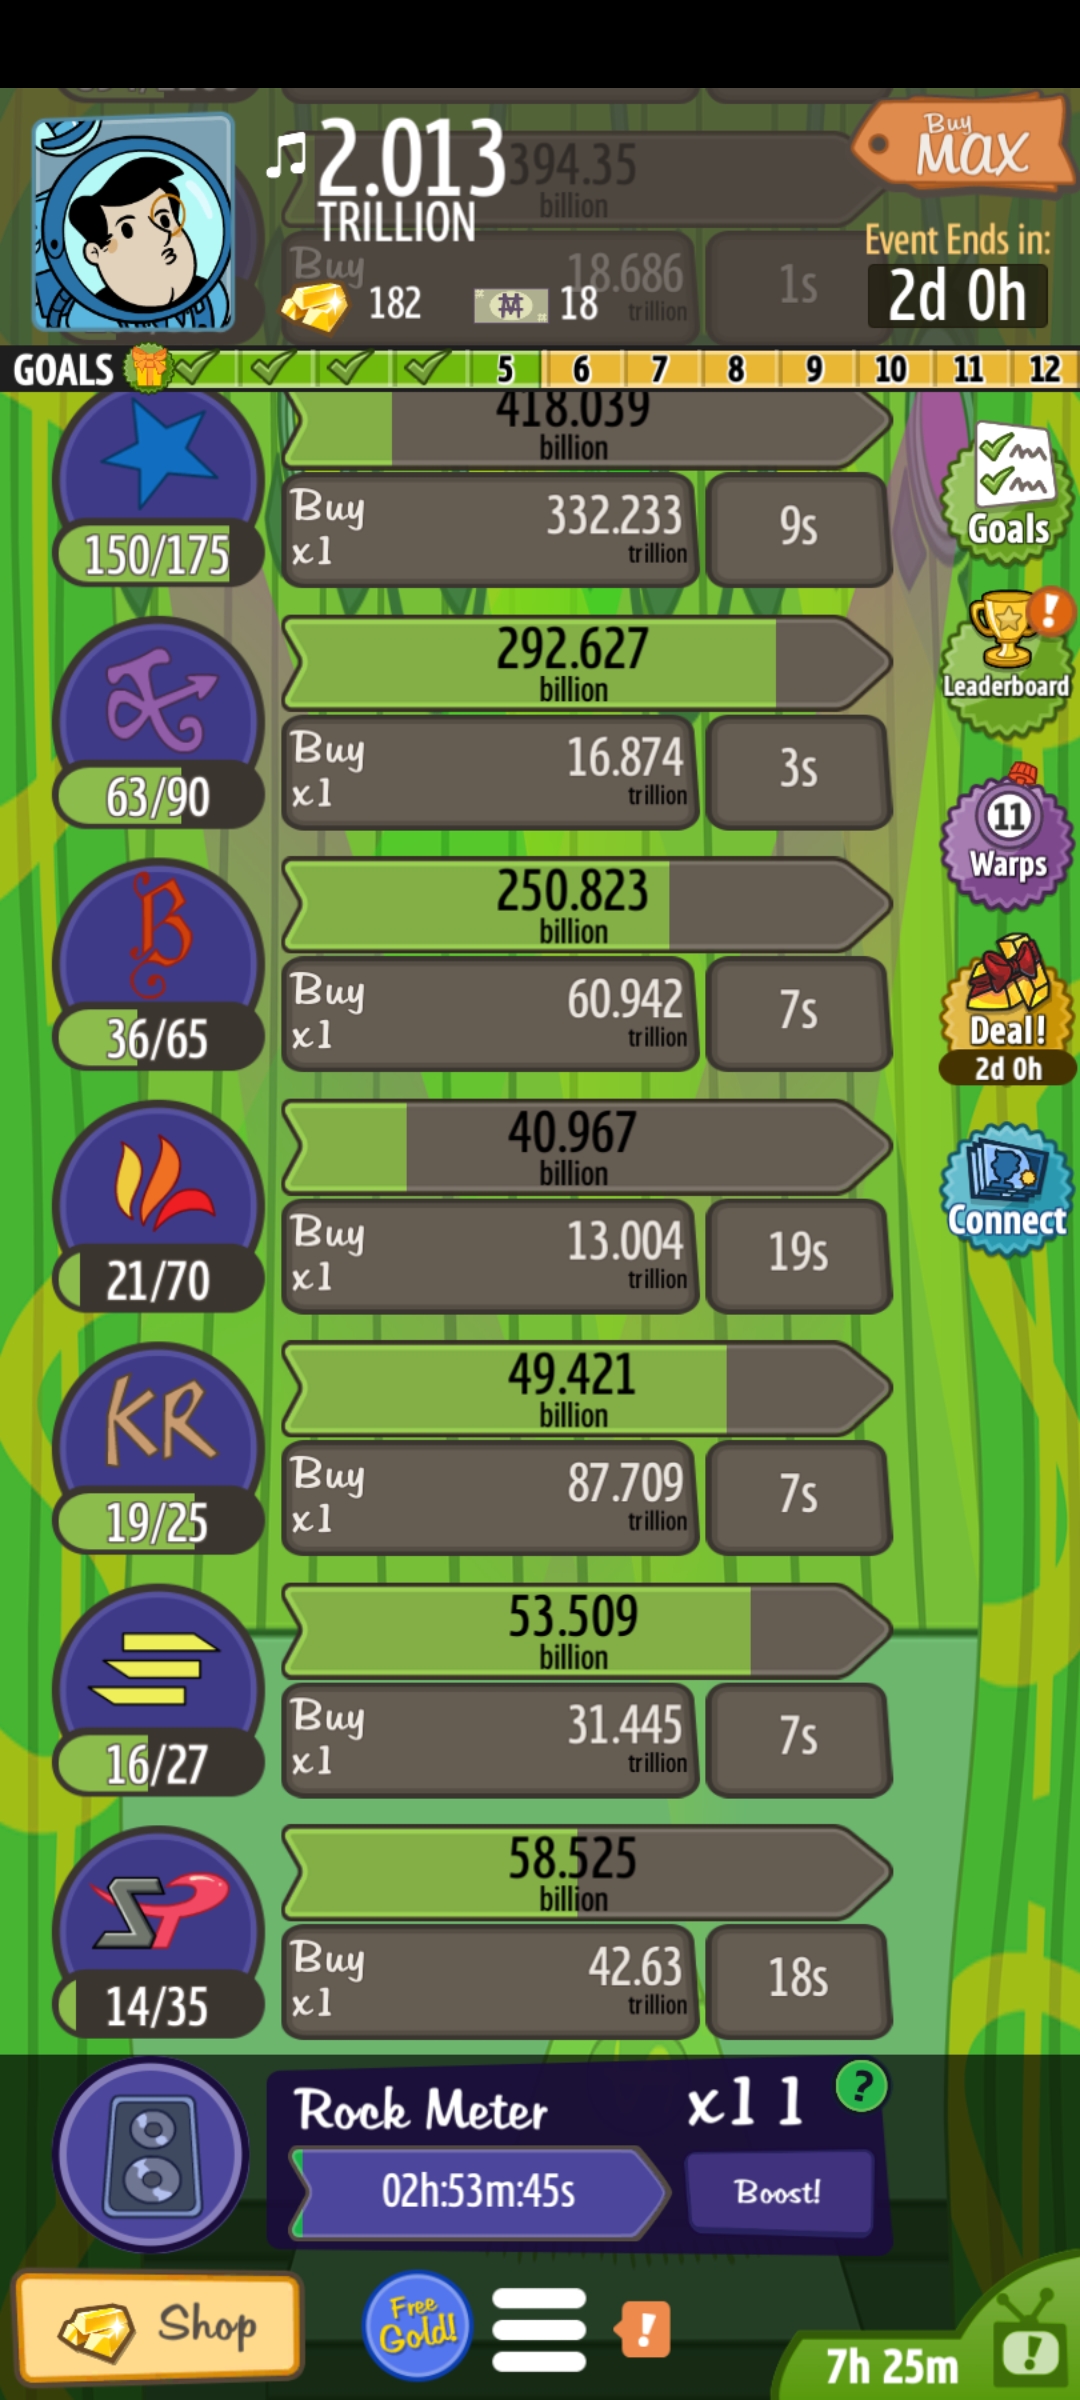 2.013
TRILLION
394.35
billion
Buy
MAX
Event Ends in:
2d 0h
Buy
18.686
trillion
1s
182
18
GOALS
5
6
7
8
9
10
11
12
418.039
billion
150/175
Buy
x1
332.233
trillion
9s
Goals
292.627
billion
63/90
Buy
x1
16.874
trillion
3s
Leaderboard
250.823
billion
B
36/65
Buy
x1
60.942
trillion
7s
11
Warps
Deal!
2d 0h
40.967
billion
21/70
Buy
x1
13.004
trillion
19s
Connect
49.421
billion
KR
19/25
Buy
x1
87.709
trillion
7s
53.509
billion
16/27
Buy
x1
31.445
trillion
7s
58.525
billion
SP
14/35
Buy
x1
42.63
trillion
18s
Rock Meter
x11
?
02h:53m:45s
Boost!
Shop
Free
Gold!
!
7h 25m
!